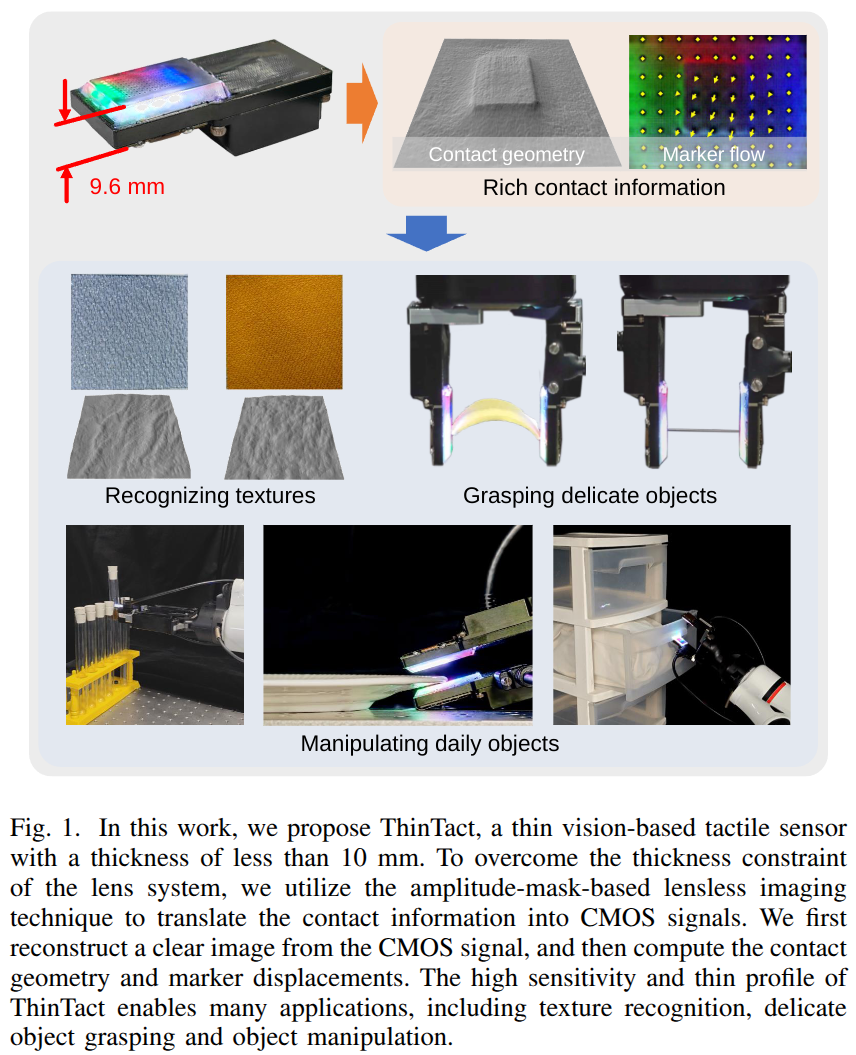 9.6 mm
Contact geometry
Marker flow
Rich contact information
Recognizing textures
Grasping delicate objects
Manipulating daily objects
Fig. 1. In this work, we propose ThinTact, a thin vision-based tactile sensor
with a thickness of less than 10 mm. To overcome the thickness constraint
of the lens system, we utilize the amplitude-mask-based lensless imaging
technique to translate the contact information into CMOS signals. We first
reconstruct a clear image from the CMOS signal, and then compute the contact
geometry and marker displacements. The high sensitivity and thin profile of
ThinTact enables many applications, including texture recognition, delicate
object grasping and object manipulation.